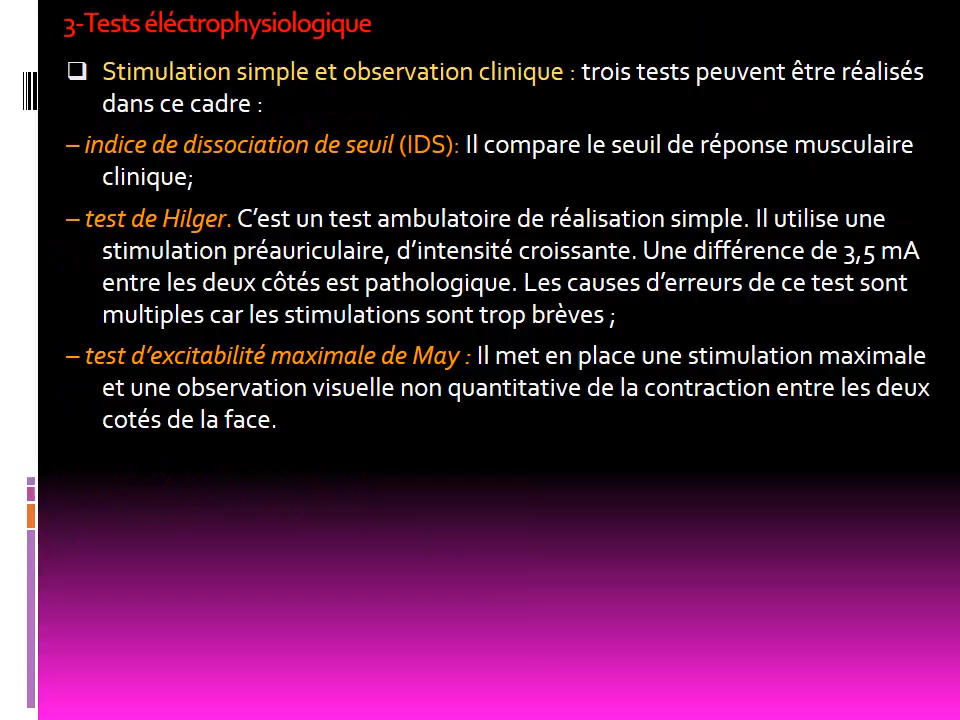 3-Tests éléctrophysiologique
❑ Stimulation simple et observation clinique : trois tests peuvent être réalisés
dans ce cadre :
– indice de dissociation de seuil (IDS): Il compare le seuil de réponse musculaire
clinique;
– test de Hilger. C’est un test ambulatoire de réalisation simple. Il utilise une
stimulation préauriculaire, d’intensité croissante. Une différence de 3,5 mA
entre les deux côtés est pathologique. Les causes d’erreurs de ce test sont
multiples car les stimulations sont trop brèves ;
– test d’excitabilité maximale de May : Il met en place une stimulation maximale
et une observation visuelle non quantitative de la contraction entre les deux
cotés de la face.